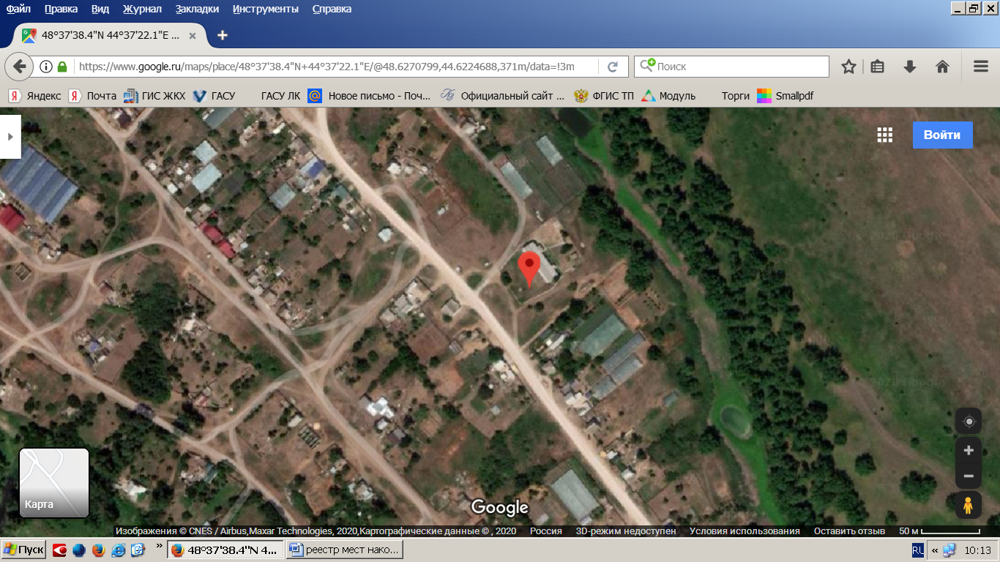 Файл Правка Вид Журнал Закладки Инструменты Справка
48°37'38.4"N 44°37'22.1"E ...
https://www.google.ru/maps/place/48°37'38.4"N+44°37'22.1"E/@48.6270799,44.6224688,371m/data=!3m
Поиск
Яндекс Почта ГИС ЖКХ ГАСУ ГАСУ ЛК Новое письмо - Поч... Официальный сайт ... ФГИС ТП Модуль Торги Smallpdf
Войти
Карта
Google
Изображения © CNES / Airbus,Maxar Technologies, 2020,Картографические данные © , 2020 Россия 3D-режим недоступен Условия использования Оставить отзыв 50 м
Пуск » 48°37'38.4"N 4... реестр мест нако... RU « 10:13